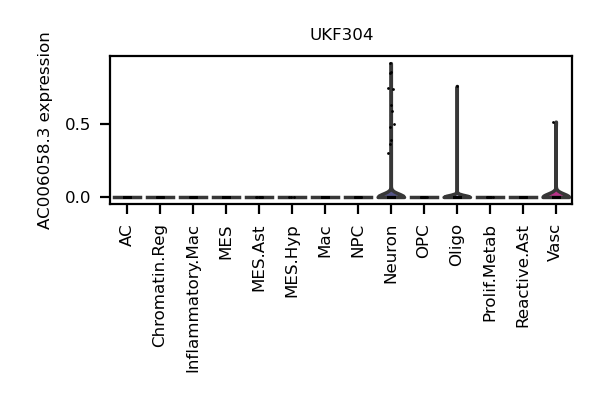 UKF304
AC006058.3 expression
0.5
0.0
AC
Chromatin.Reg
Inflammatory.Mac
MES
MES.Ast
MES.Hyp
Mac
NPC
Neuron
OPC
Oligo
Prolif.Metab
Reactive.Ast
Vasc